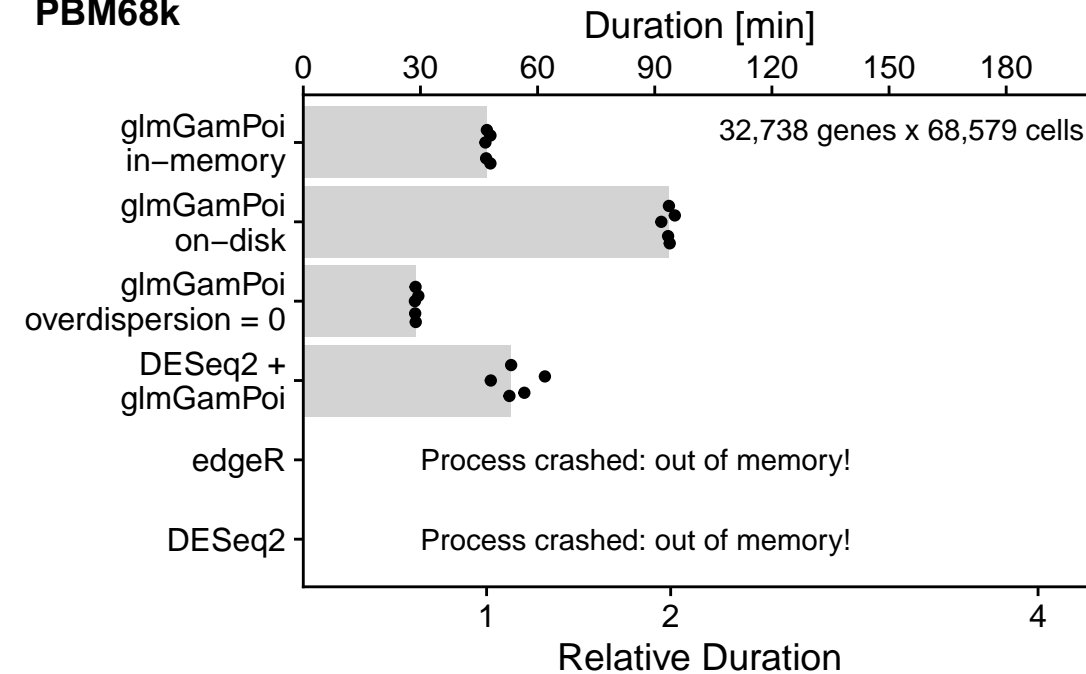 PBM68k
Duration [min]
0 30 60 90 120 150 180
32,738 genes x 68,579 cells
glmGamPoi
in−memory
glmGamPoi
on−disk
glmGamPoi
overdispersion = 0
DESeq2 +
glmGamPoi
edgeR Process crashed: out of memory!
DESeq2 Process crashed: out of memory!
1 2 4
Relative Duration